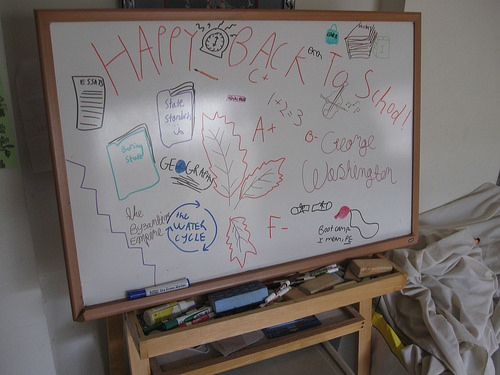 HAPPY BACK To School!
ESSAY
State
Standards
Yo
C+
1+2=3
A+
B-
George
Washington
Boring
Stuff
GEOGRAPHY
the
Byzantine
Empire
the
WATER
CYCLE
F-
Boot camp
I mean, PE